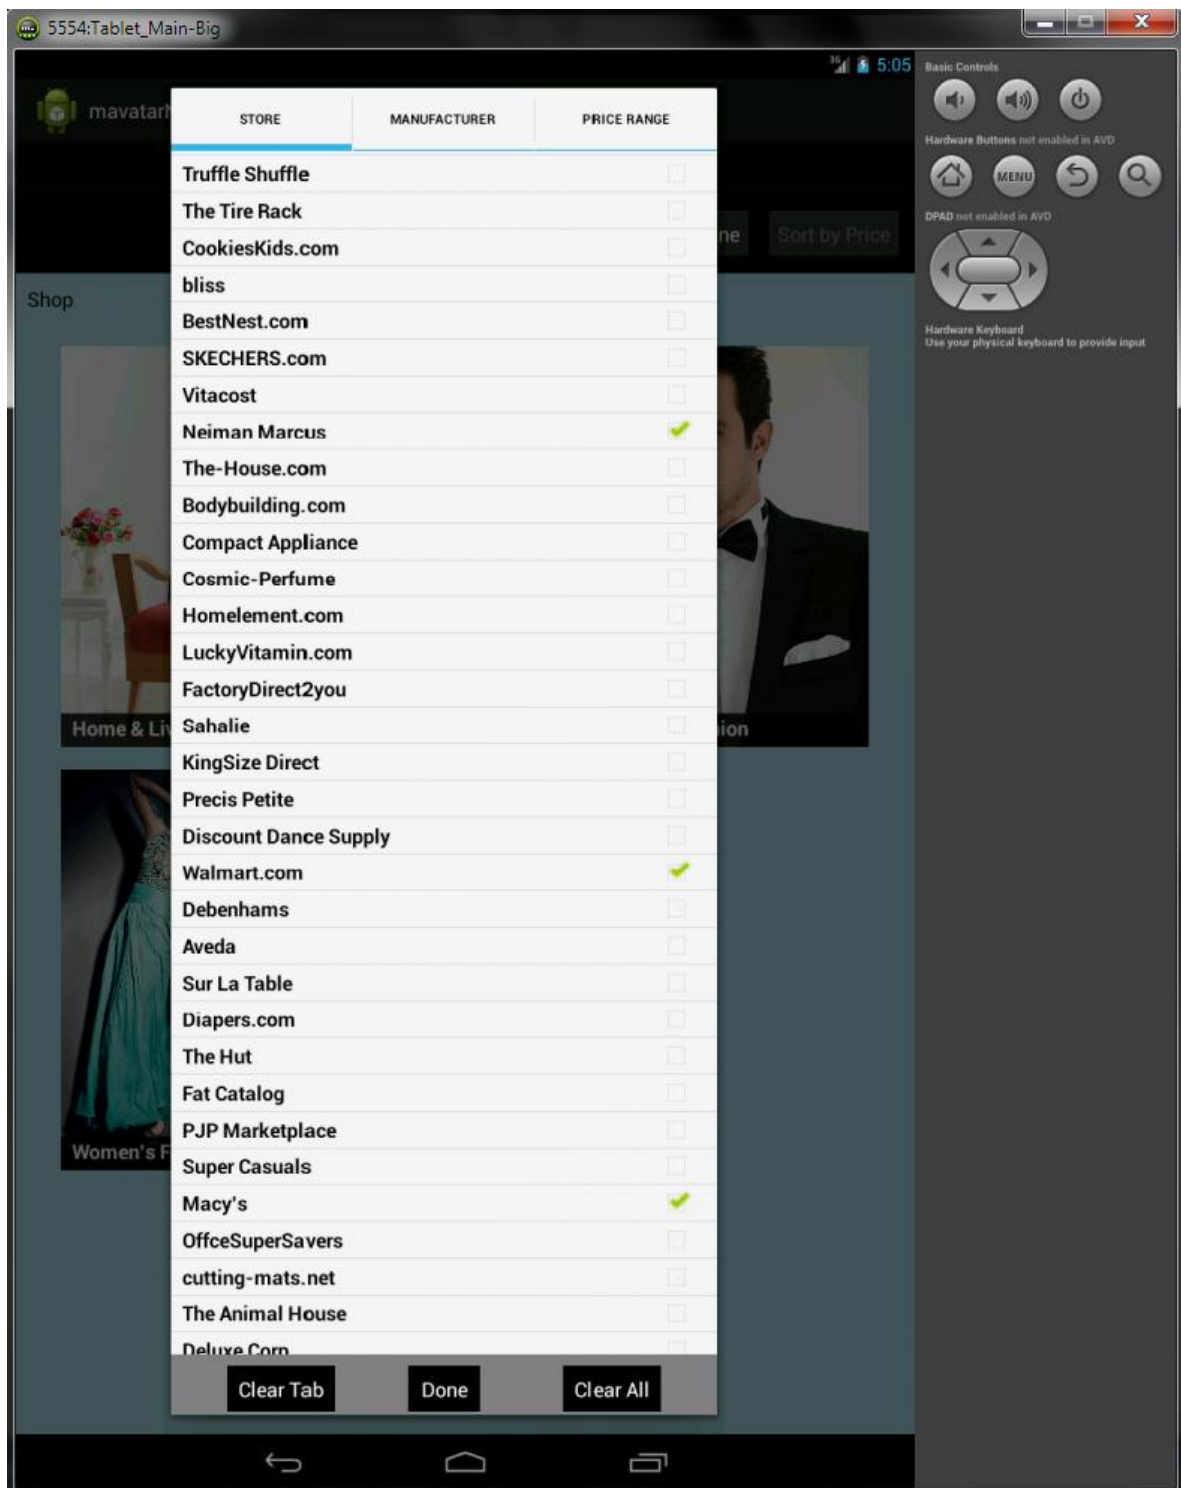 5554:Tablet_Main-Big
5:05
mavatar
STORE MANUFACTURER PRICE RANGE
Sort by Price
Shop
Truffle Shuffle
The Tire Rack
CookiesKids.com
bliss
BestNest.com
SKECHERS.com
Vitacost
Neiman Marcus
The-House.com
Bodybuilding.com
Compact Appliance
Cosmic-Perfume
Homelement.com
LuckyVitamin.com
FactoryDirect2you
Sahalie
KingSize Direct
Precis Petite
Discount Dance Supply
Walmart.com
Debenhams
Aveda
Sur La Table
Diapers.com
The Hut
Fat Catalog
PJP Marketplace
Super Casuals
Macy's
OffceSuperSavers
cutting-mats.net
The Animal House
Deluxe Corp
Clear Tab Done Clear All
Home & Liv
ion
Women's F
Basic Controls
Hardware Buttons not enabled in AVD
MENU
DPAD not enabled in AVD
Hardware Keyboard
Use your physical keyboard to provide input